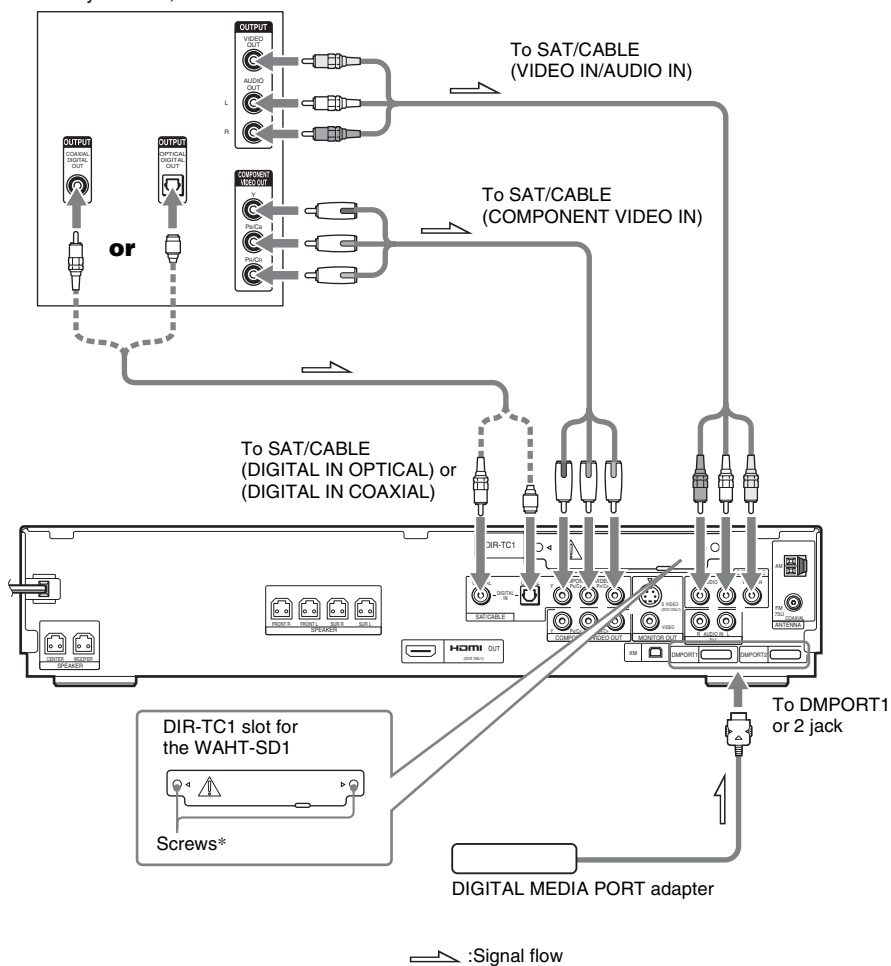 OUTPUT
VIDEO
OUT
AUDIO
OUT
L
R
To SAT/CABLE
(VIDEO IN/AUDIO IN)
OUTPUT
COAXIAL
DIGITAL
OUT
OUTPUT
OPTICAL
DIGITAL
OUT
COMPONENT
VIDEO OUT
Y
PB/CB
PR/CR
To SAT/CABLE
(COMPONENT VIDEO IN)
or
To SAT/CABLE
(DIGITAL IN OPTICAL) or
(DIGITAL IN COAXIAL)
DIR-TC1
AM
DIGITAL
IN
SAT/CABLE
Y
S VIDEO
(DVD ONLY)
VIDEO
FM
75Ω
COAXIAL
ANTENNA
FRONT R
FRONT L
SUR R
SUR L
SPEAKER
VIDEO OUT
MONITOR OUT
R AUDIO IN L
CENTER
WOOFER
SPEAKER
HDMI OUT
(DVD ONLY)
XM
DMPORT1
DMPORT2
To DMPORT1
or 2 jack
DIR-TC1 slot for
the WAHT-SD1
Screws*
DIGITAL MEDIA PORT adapter
:Signal flow